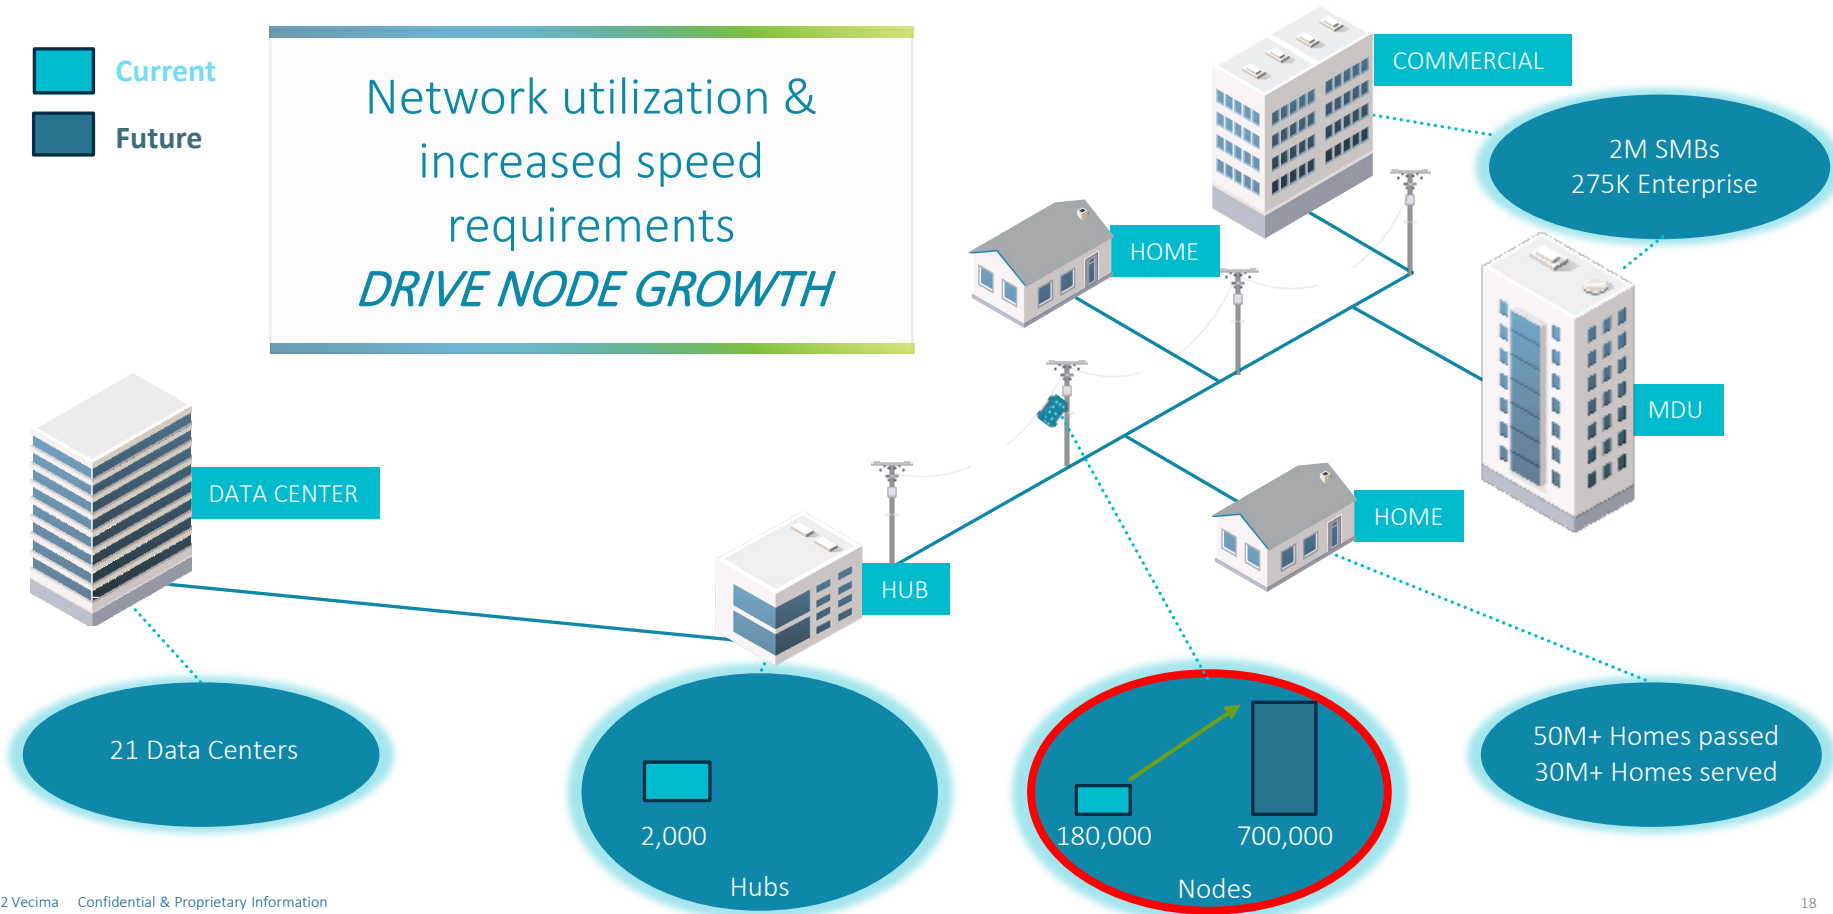 Current
Future
Network utilization &
increased speed
requirements
DRIVE NODE GROWTH
COMMERCIAL
2M SMBs
275K Enterprise
HOME
MDU
DATA CENTER
HOME
HUB
21 Data Centers
2,000
Hubs
180,000
700,000
Nodes
50M+ Homes passed
30M+ Homes served
2 Vecima Confidential & Proprietary Information
18